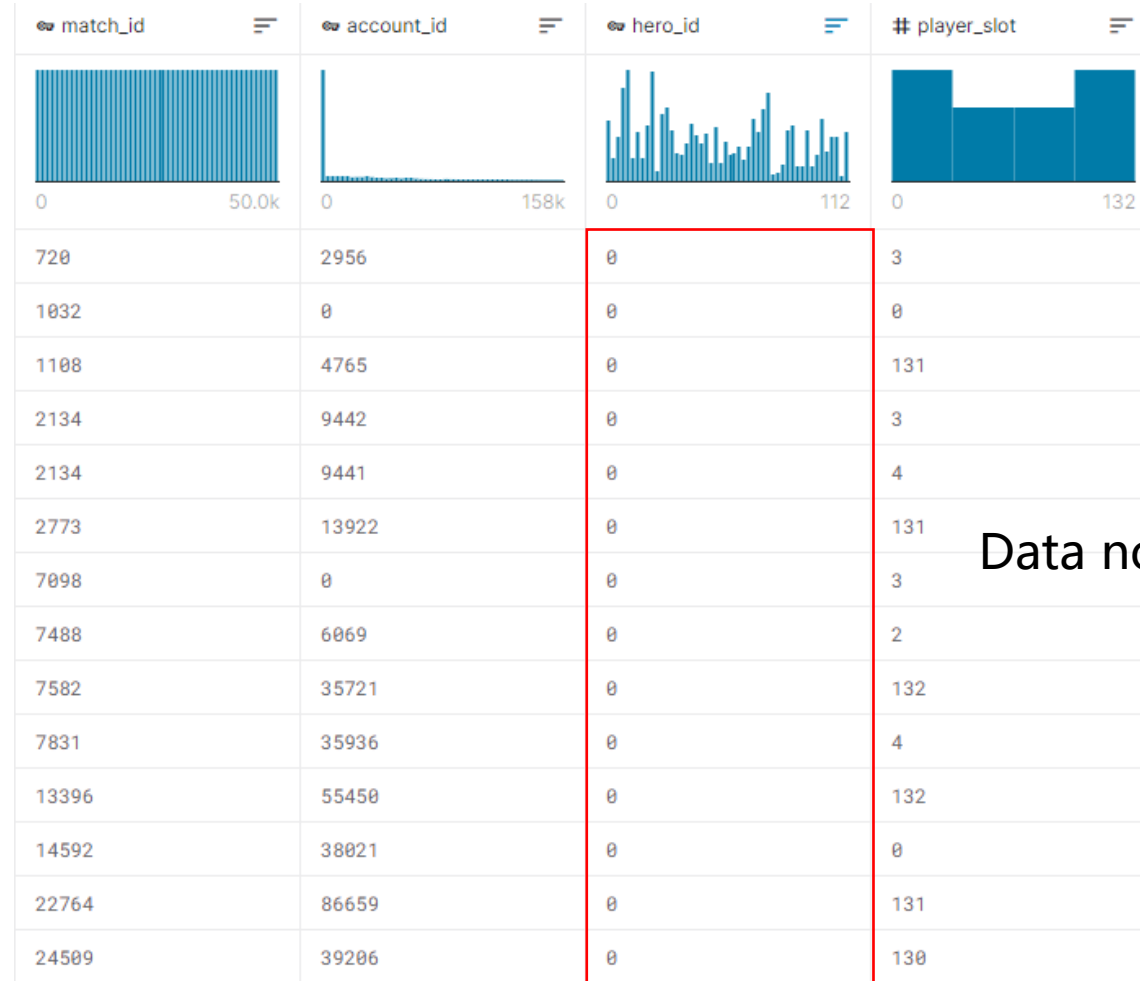 match_id account_id hero_id # player_slot
0 50.0k 0 158k 0 112 0 132
720 2956 0 3
1032 0 0 0
1108 4765 0 131
2134 9442 0 3
2134 9441 0 4
2773 13922 0 131
Data no
7098 0 0 3
7488 6069 0 2
7582 35721 0 132
7831 35936 0 4
13396 55450 0 132
14592 38021 0 0
22764 86659 0 131
24509 39206 0 130